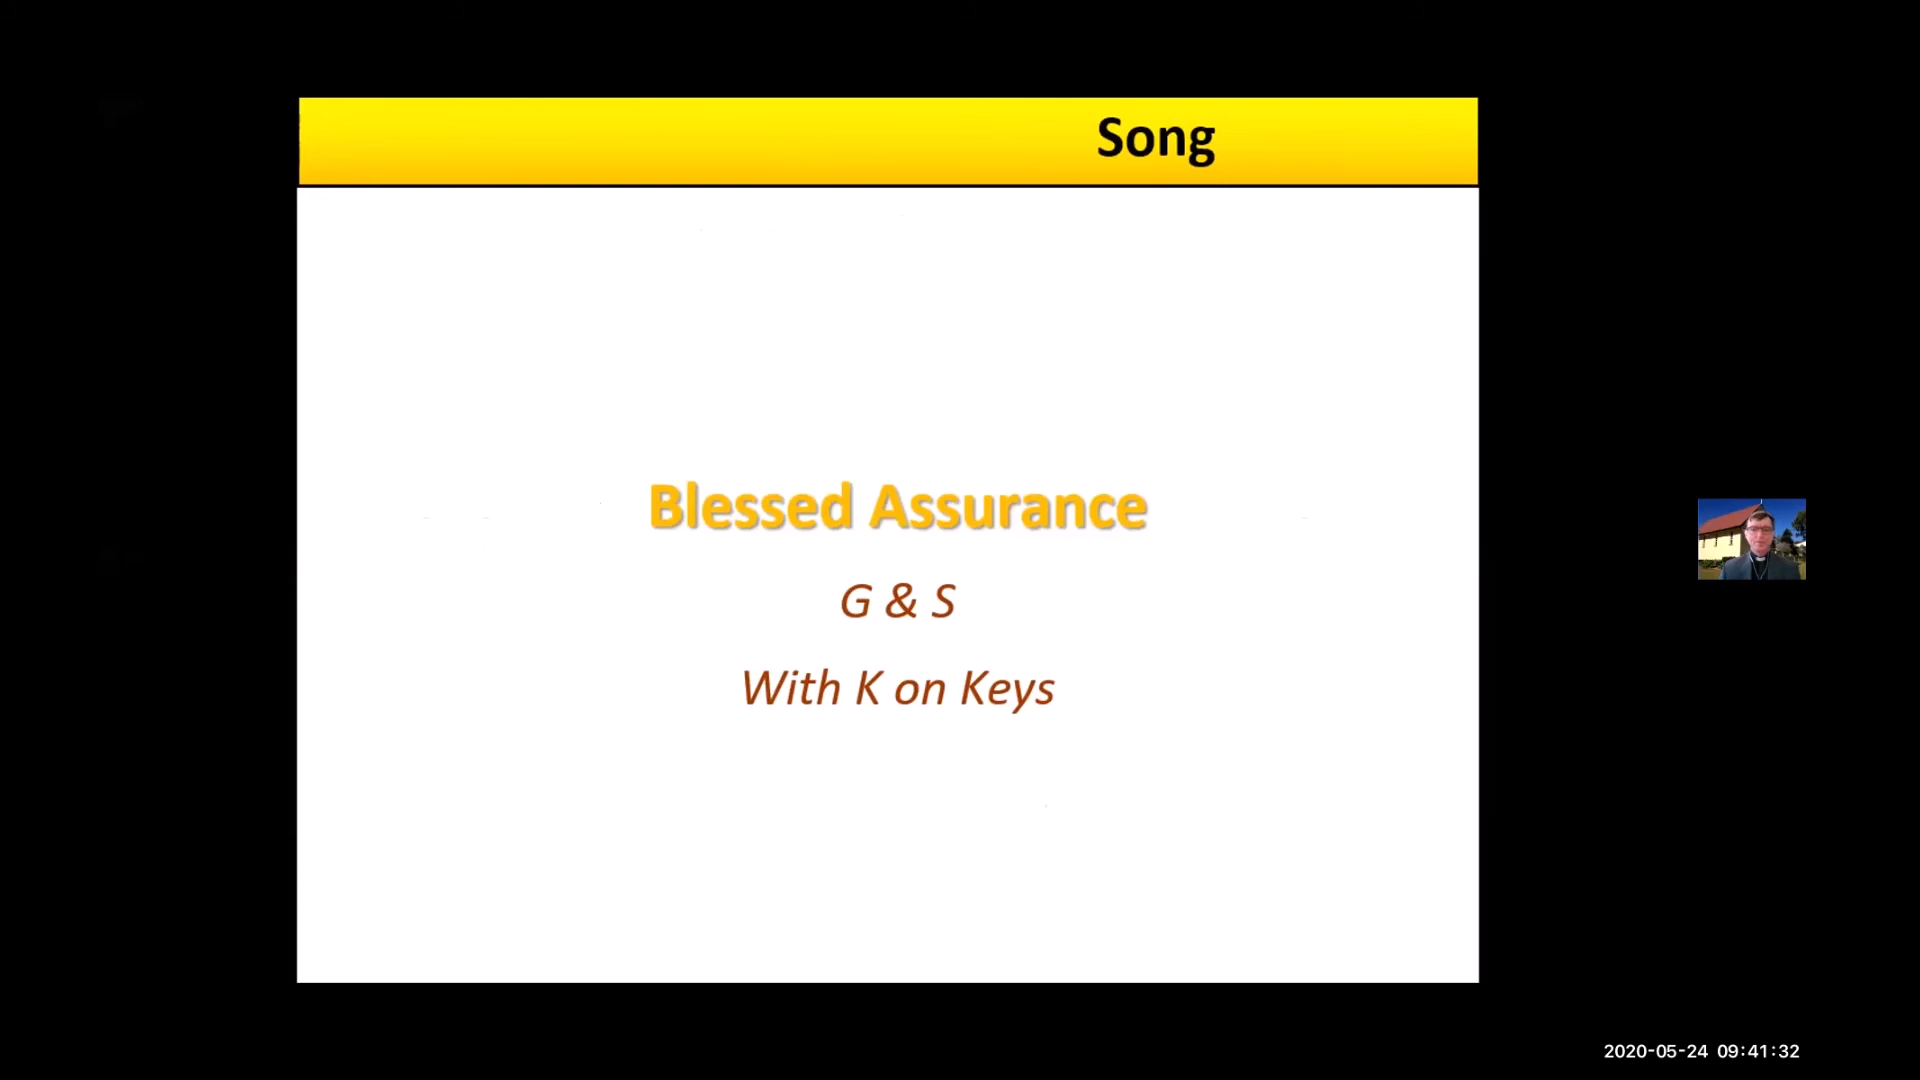 Song
Blessed Assurance
G & S
With K on Keys
2020-05-24 09:41:32